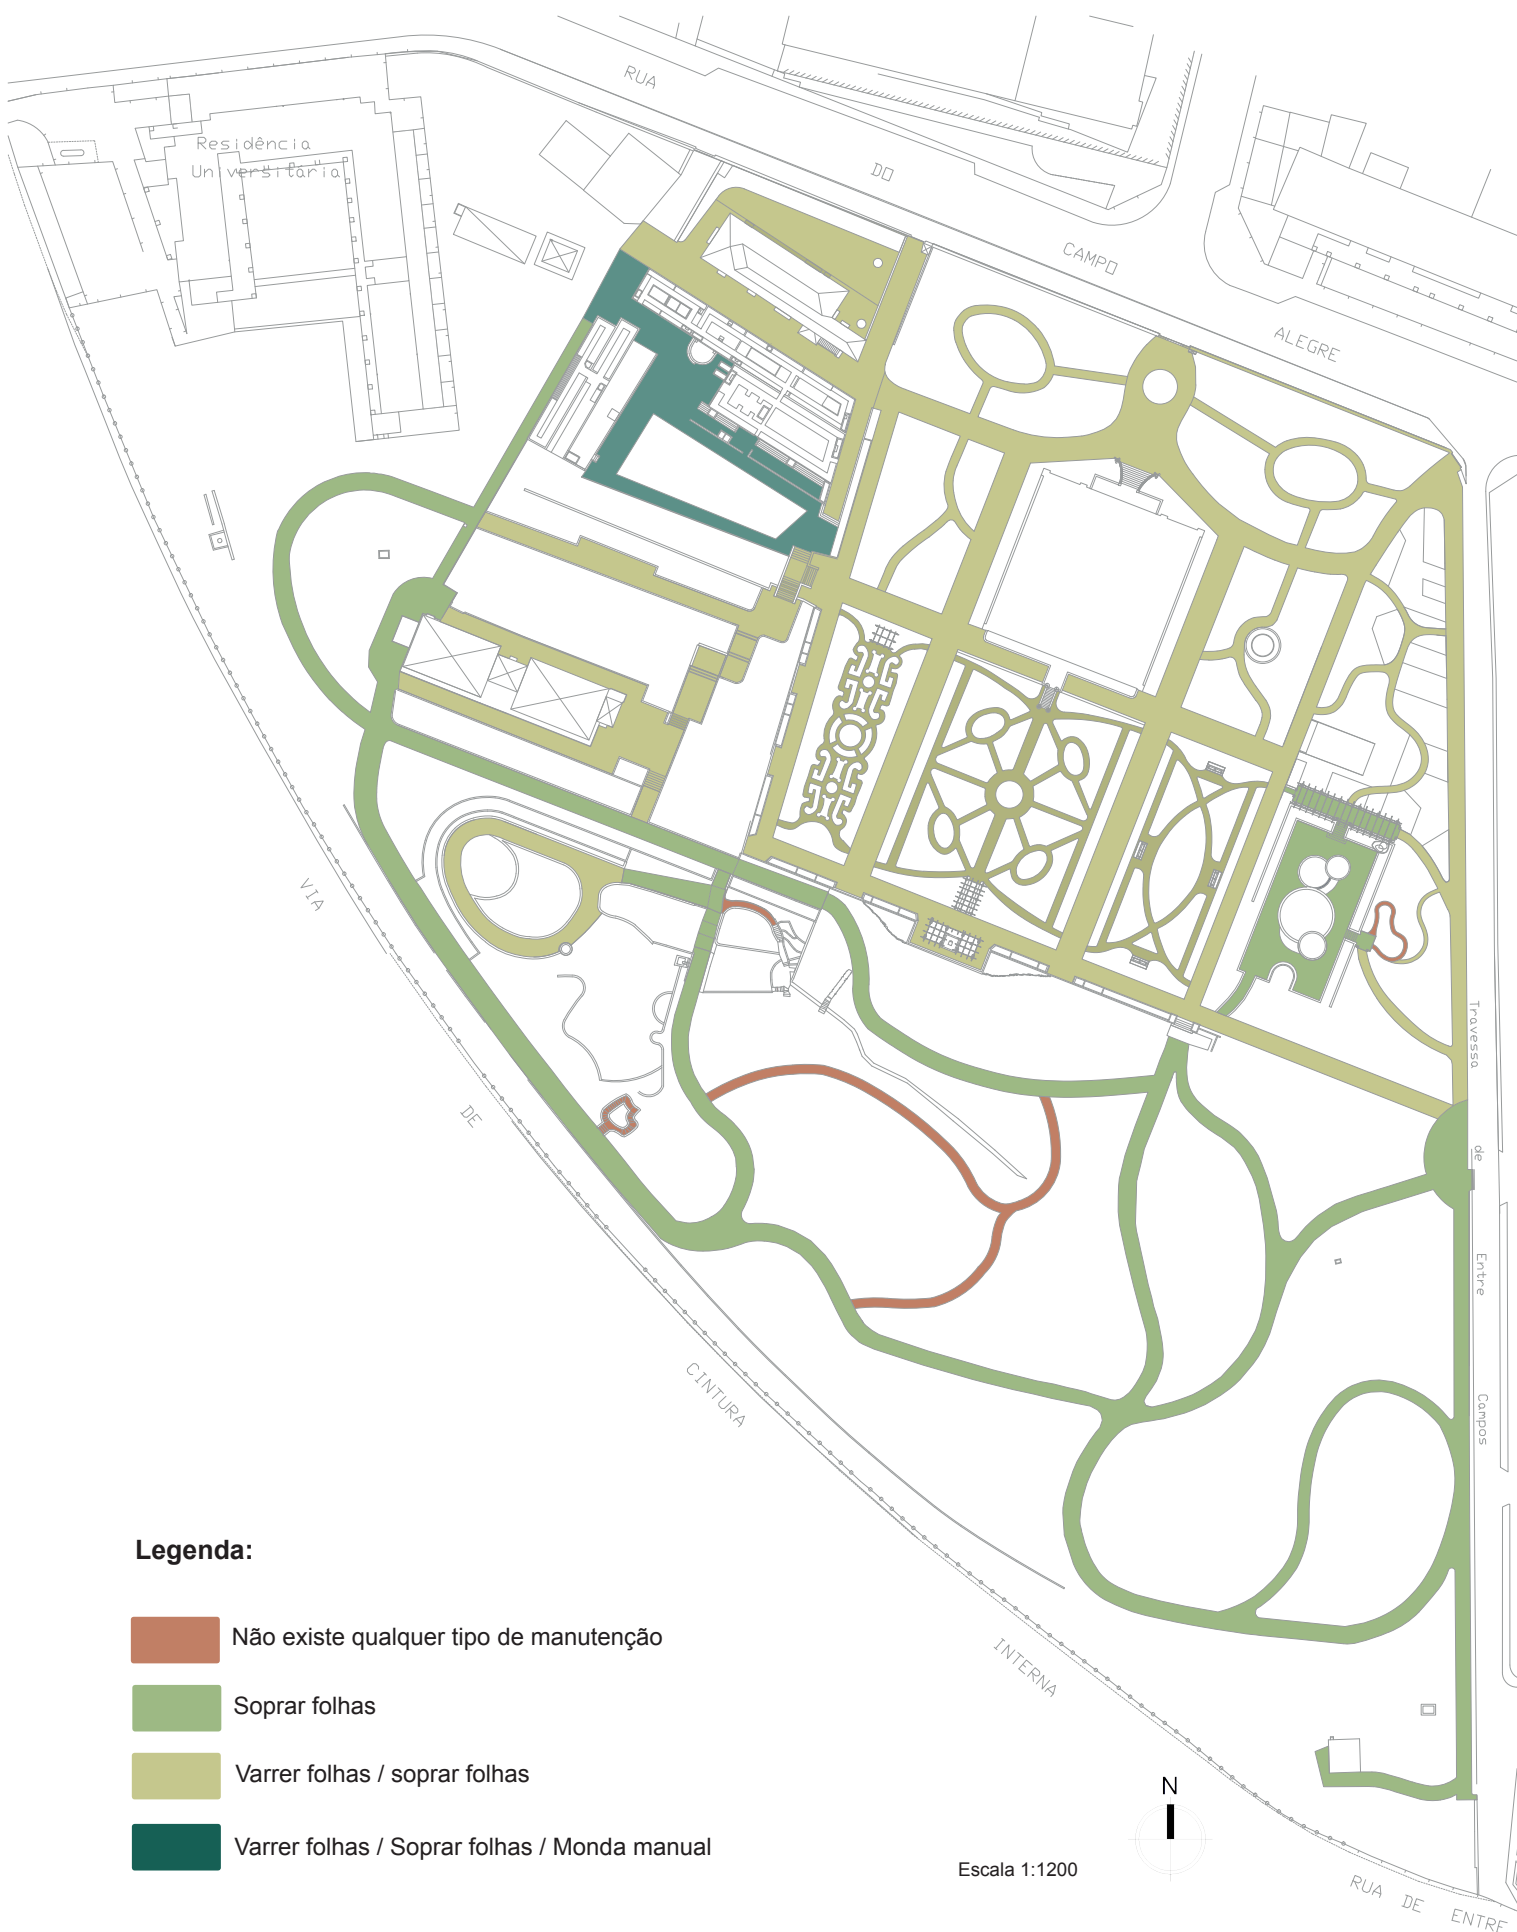 RUA
Residência
Universitária
DO
CAMPO
ALEGRE
VIA
Travessa
DE
de
Entre
CINTURA
Campos
Legenda:
Não existe qualquer tipo de manutenção
INTERNA
Soprar folhas
Varrer folhas / soprar folhas
N
Varrer folhas / Soprar folhas / Monda manual
Escala 1:1200
RUA DE ENTRE